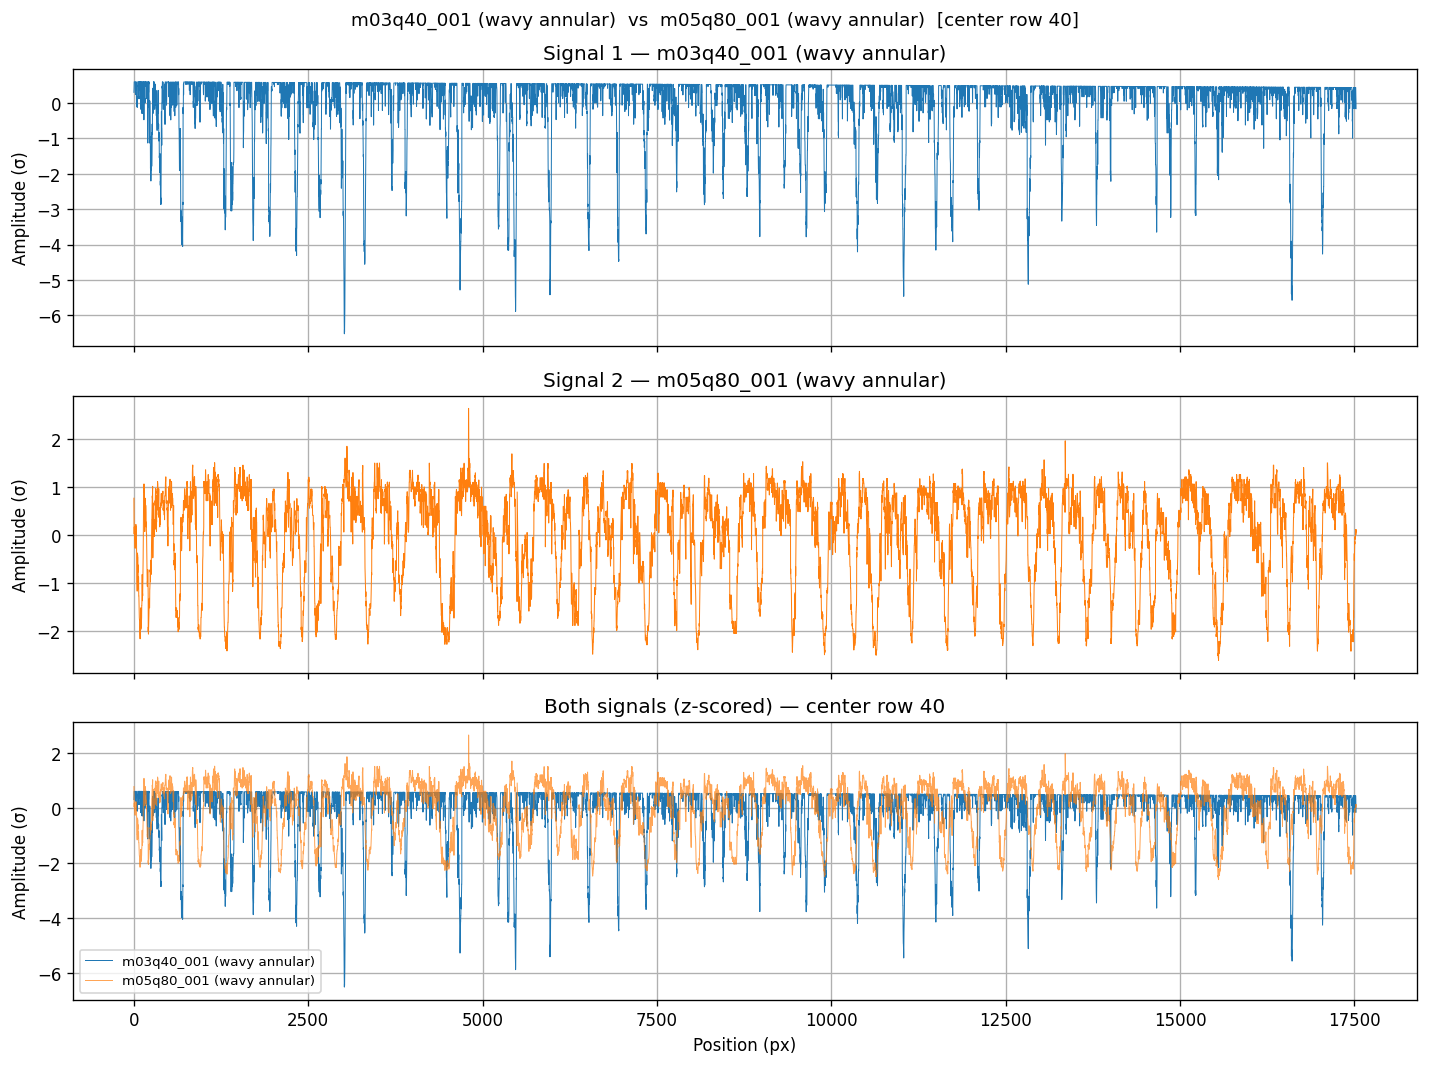 m03q40_001 (wavy annular)  vs  m05q80_001 (wavy annular)  [center row 40]
Signal 1 — m03q40_001 (wavy annular)
Amplitude (σ)
0
−1
−2
−3
−4
−5
−6
Signal 2 — m05q80_001 (wavy annular)
Amplitude (σ)
2
1
0
−1
−2
Both signals (z-scored) — center row 40
Amplitude (σ)
2
0
−2
−4
−6
m03q40_001 (wavy annular)
m05q80_001 (wavy annular)
0 2500 5000 7500 10000 12500 15000 17500
Position (px)